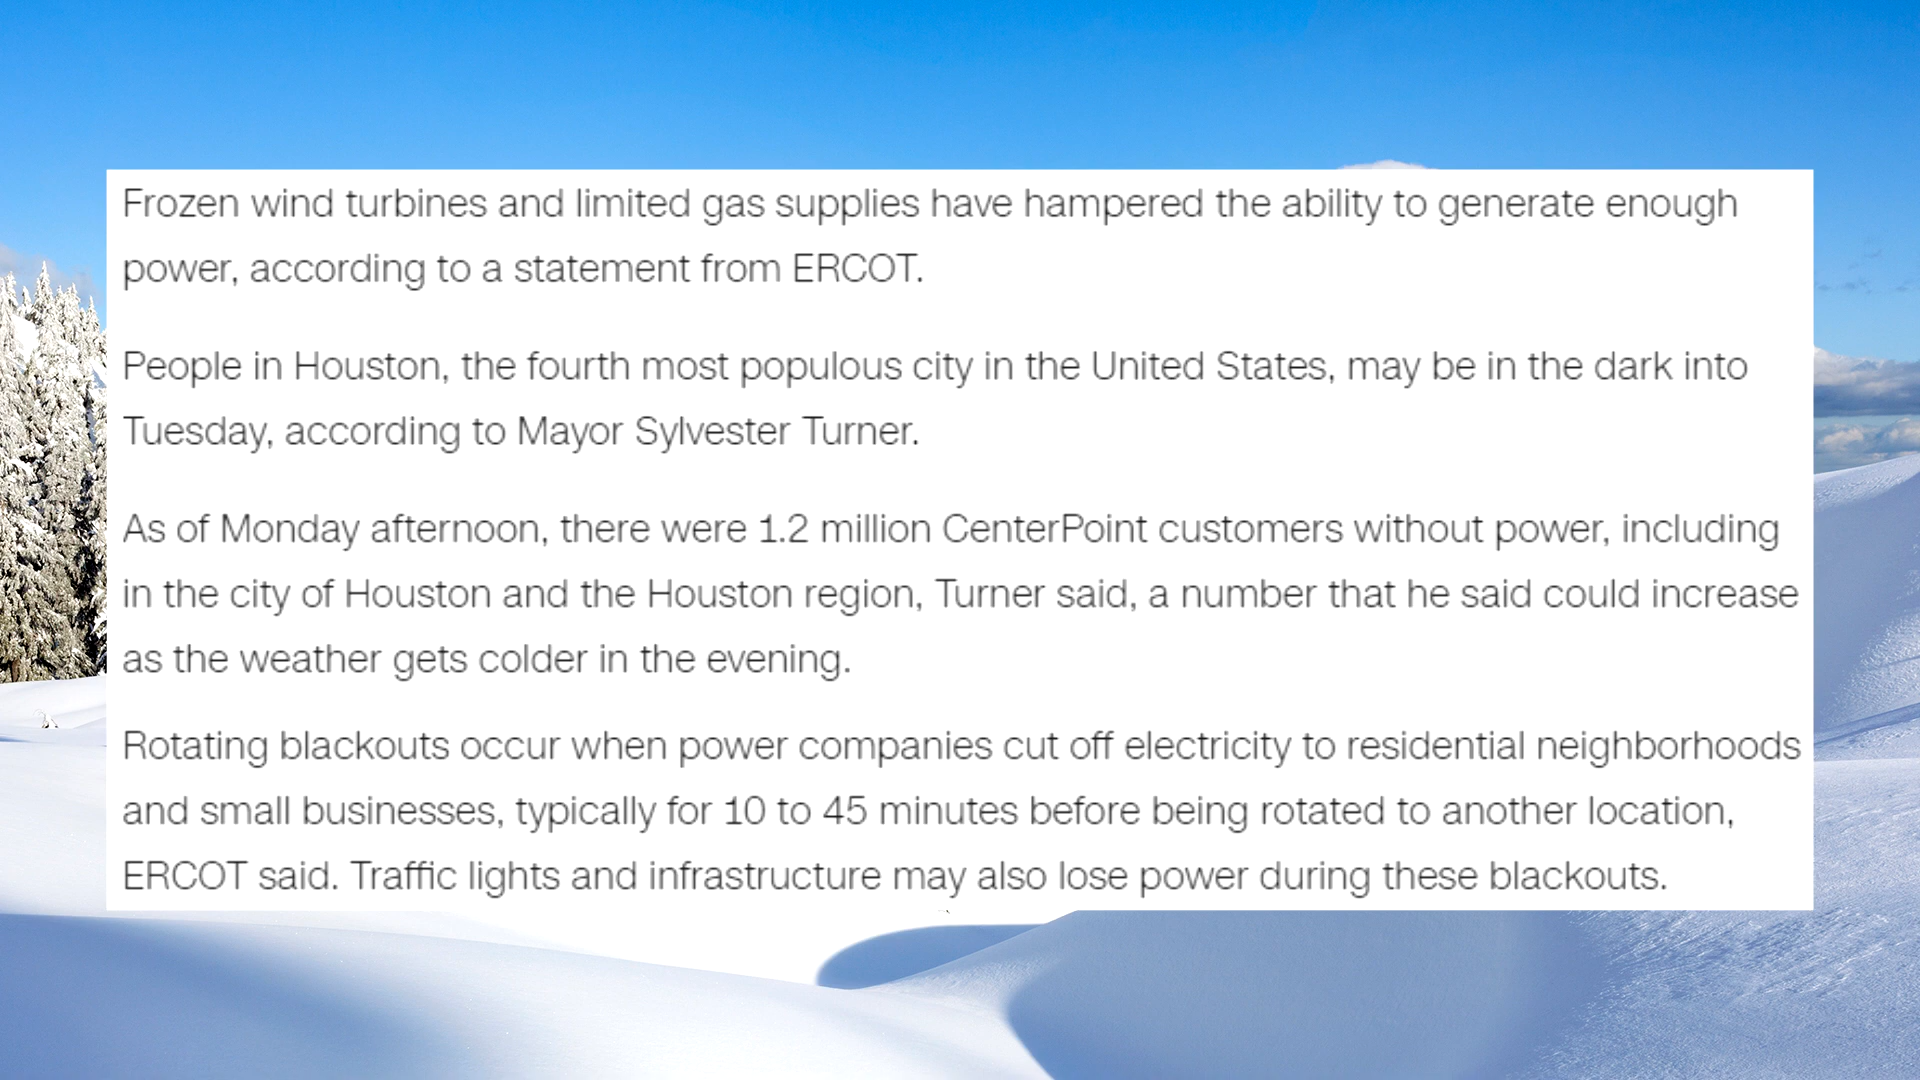 Frozen wind turbines and limited gas supplies have hampered the ability to generate enough
power, according to a statement from ERCOT.
People in Houston, the fourth most populous city in the United States, may be in the dark into
Tuesday, according to Mayor Sylvester Turner.
As of Monday afternoon, there were 1.2 million CenterPoint customers without power, including
in the city of Houston and the Houston region, Turner said, a number that he said could increase
as the weather gets colder in the evening.
Rotating blackouts occur when power companies cut off electricity to residential neighborhoods
and small businesses, typically for 10 to 45 minutes before being rotated to another location,
ERCOT said. Traffic lights and infrastructure may also lose power during these blackouts.